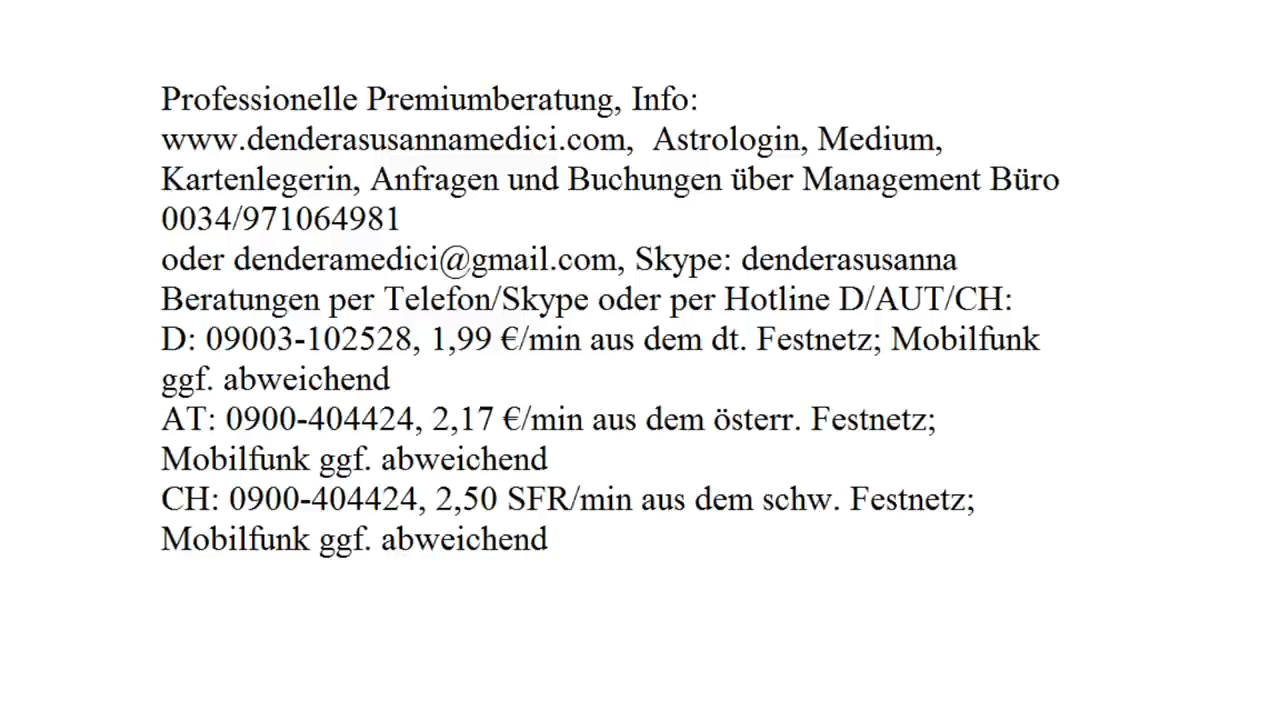 Professionelle Premiumberatung, Info:
www.denderasusannamedici.com,  Astrologin, Medium,
Kartenlegerin, Anfragen und Buchungen über Management Büro
0034/971064981
oder denderamedici@gmail.com, Skype: denderasusanna
Beratungen per Telefon/Skype oder per Hotline D/AUT/CH:
D: 09003-102528, 1,99 €/min aus dem dt. Festnetz; Mobilfunk
ggf. abweichend
AT: 0900-404424, 2,17 €/min aus dem österr. Festnetz;
Mobilfunk ggf. abweichend
CH: 0900-404424, 2,50 SFR/min aus dem schw. Festnetz;
Mobilfunk ggf. abweichend